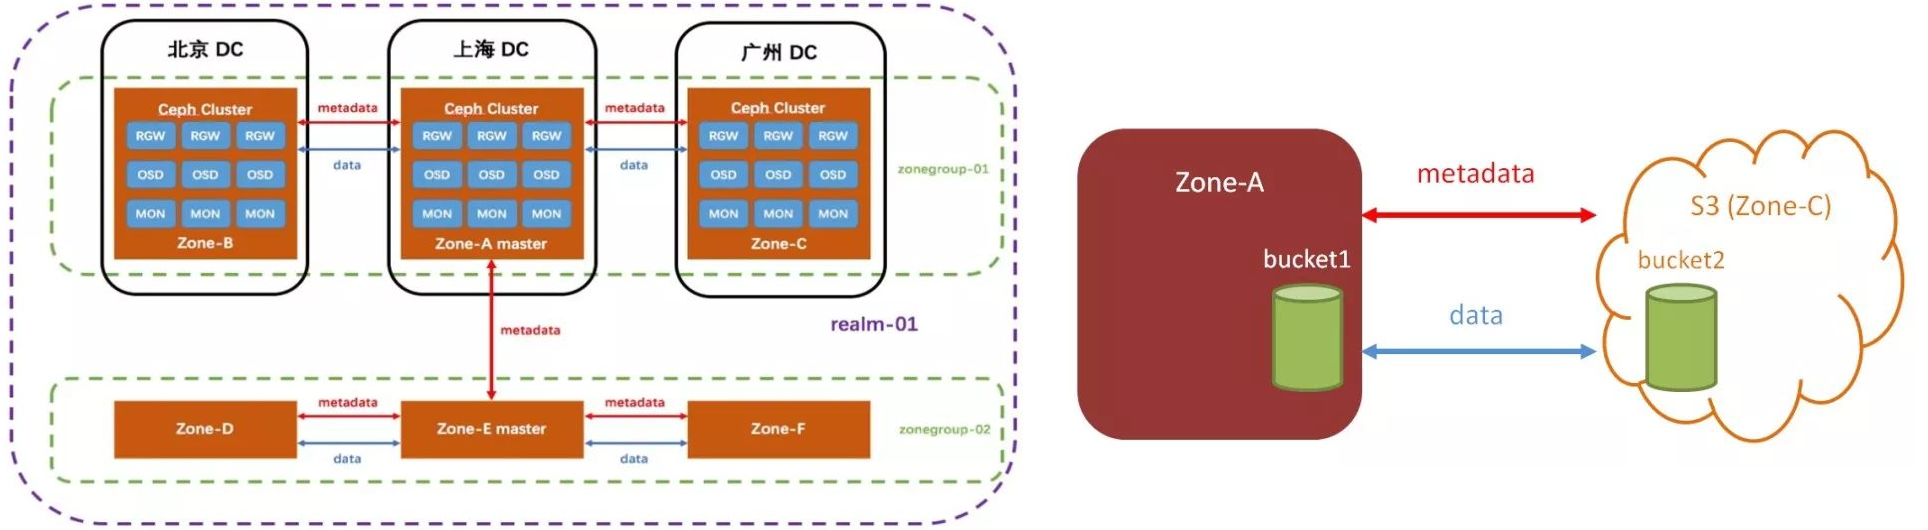 北京 DC
上海 DC
广州 DC
Ceph Cluster
RGW RGW RGW
OSD OSD OSD
MON MON MON
Zone-B
metadata
data
Ceph Cluster
RGW RGW RGW
OSD OSD OSD
MON MON MON
Zone-A master
metadata
data
Ceph Cluster
RGW RGW RGW
OSD OSD OSD
MON MON MON
Zone-C
zonegroup-01
metadata
realm-01
Zone-D
metadata
data
Zone-E master
metadata
data
Zone-F
zonegroup-02
Zone-A
bucket1
metadata
data
S3 (Zone-C)
bucket2